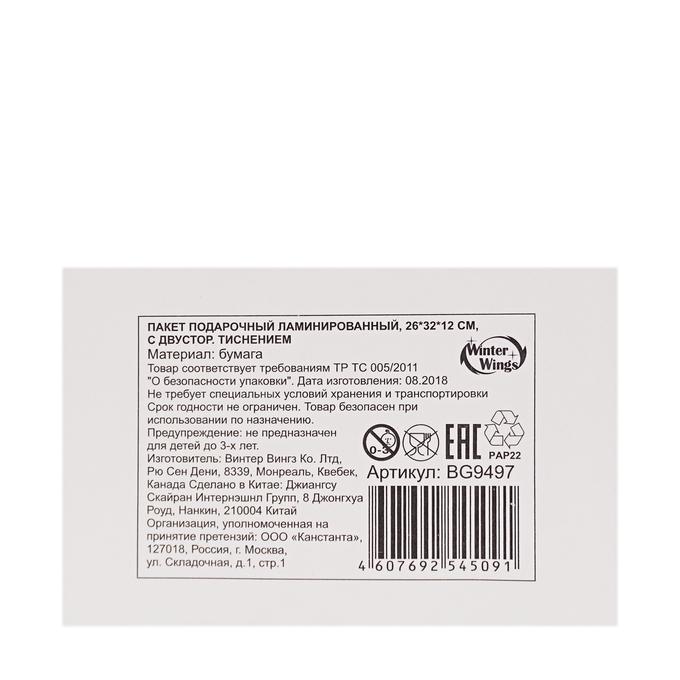 ПАКЕТ ПОДАРОЧНЫЙ ЛАМИНИРОВАННЫЙ, 26*32*12 СМ,
С ДВУСТОР. ТИСНЕНИЕМ
Материал: бумага
Товар соответствует требованиям ТР ТС 005/2011
"О безопасности упаковки". Дата изготовления: 08.2018
Не требует специальных условий хранения и транспортировки
Срок годности не ограничен. Товар безопасен при
использовании по назначению.
Предупреждение: не предназначен
для детей до 3-х лет.
Изготовитель: Винтер Вингз Ко. Лтд,
Рю Сен Дени, 8339, Монреаль, Квебек,
Канада Сделано в Китае: Джиангсу
Скайран Интернэшнл Групп, 8 Джонгхуа
Роуд, Нанкин, 210004 Китай
Организация, уполномоченная на
принятие претензий: ООО «Канстанта»,
127018, Россия, г. Москва,
ул. Складочная, д.1, стр.1
Winter
Wings
0-3
EAC
PAP22
Артикул: BG9497
4 607692 545091